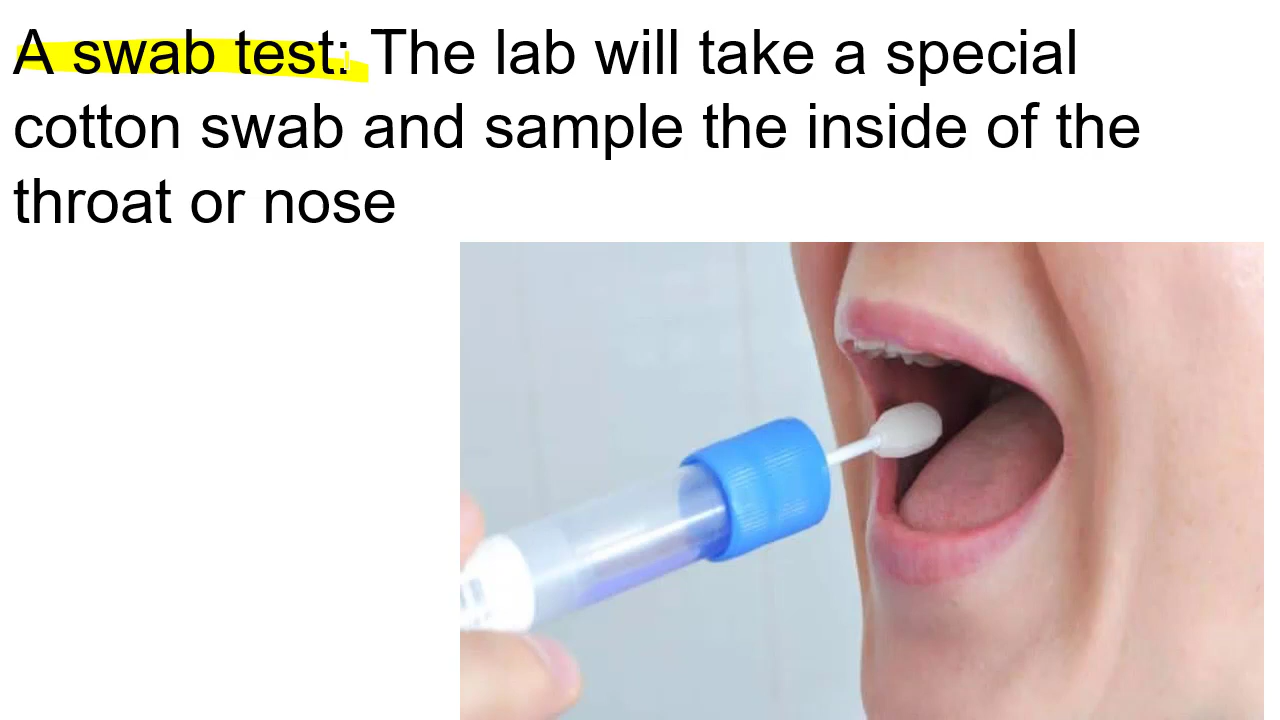 A swab test: The lab will take a special
cotton swab and sample the inside of the
throat or nose